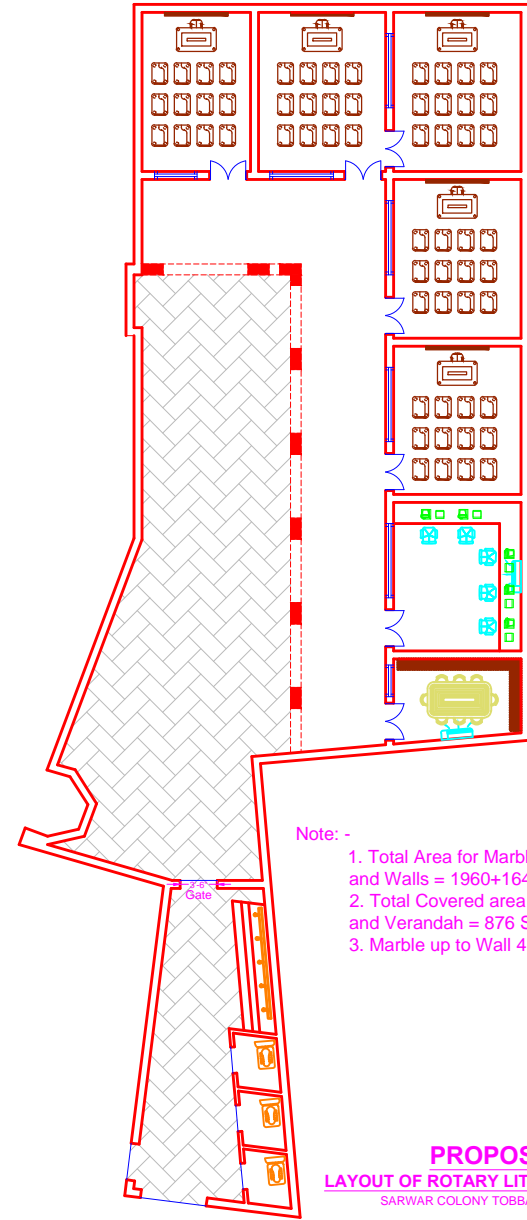 3'-6"
Gate
Note: -
1. Total Area for Marbl
and Walls = 1960+164
2. Total Covered area
and Verandah = 876 S
3. Marble up to Wall 4
PROPOS
LAYOUT OF ROTARY LIT
SARWAR COLONY TOBBA